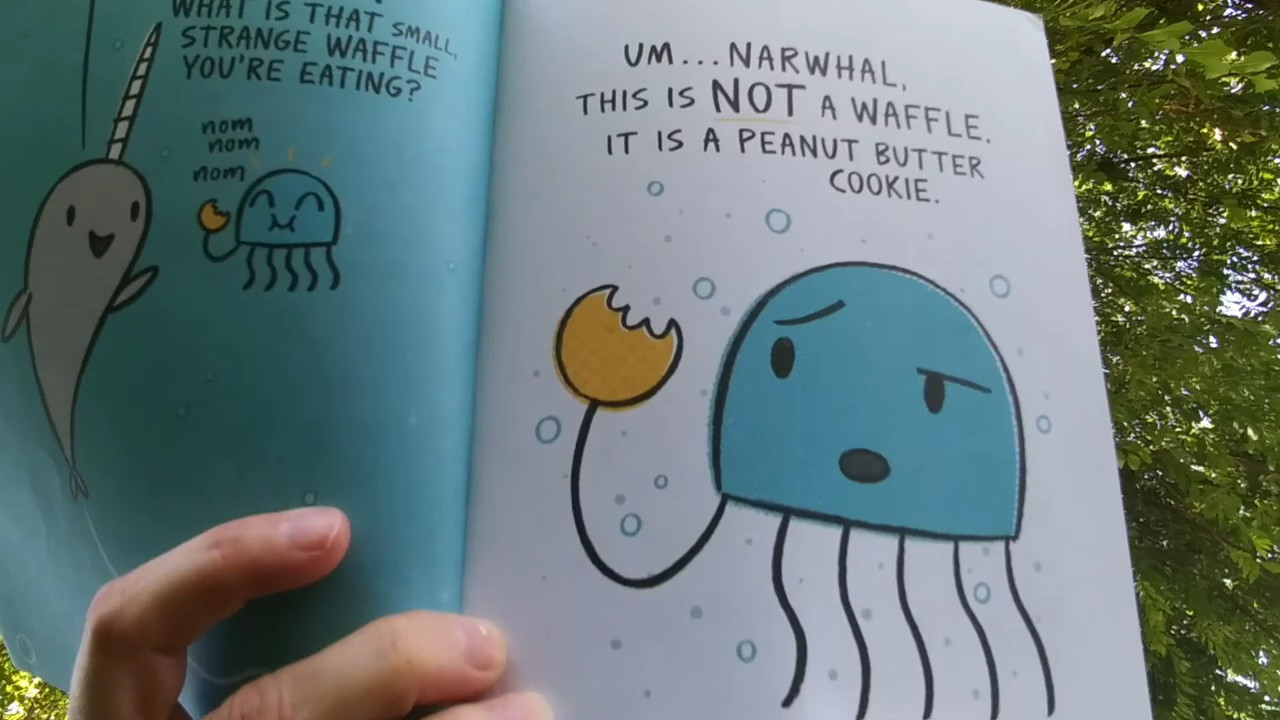 WHAT IS THAT SMALL,
STRANGE WAFFLE
YOU'RE EATING?
nom
nom
nom
UM...NARWHAL,
THIS IS NOT A WAFFLE.
IT IS A PEANUT BUTTER
COOKIE.